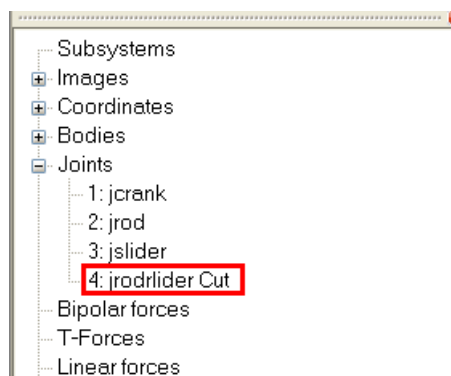 Subsystems
Images
Coordinates
Bodies
Joints
1: jcrank
2: jrod
3: jslider
4: jrodrlider Cut
Bipolar forces
T-Forces
Linear forces